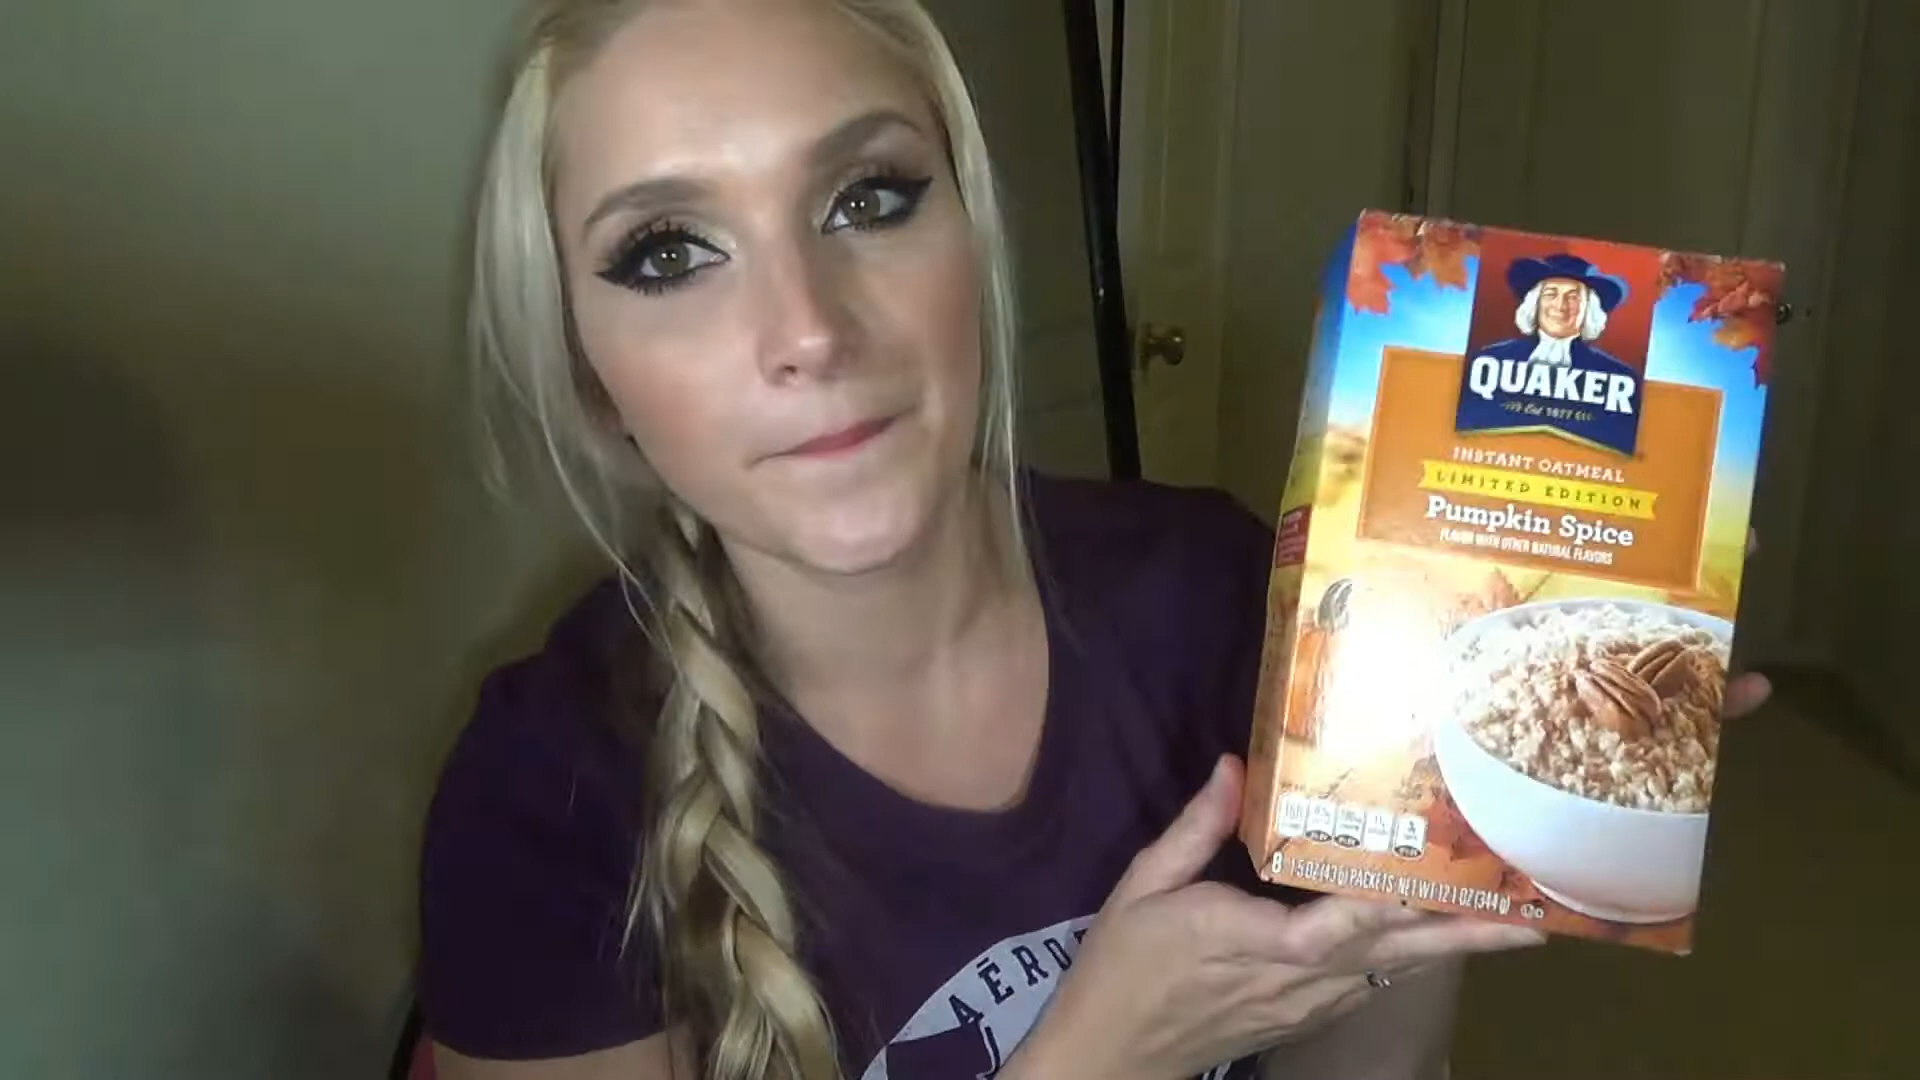 QUAKER
Est 1877
INSTANT OATMEAL
LIMITED EDITION
Pumpkin Spice
FLAVOR WITH OTHER NATURAL FLAVORS
8 1.5 OZ (43 g) PACKETS NET WT 12.1 OZ (344 g)
AÉRO